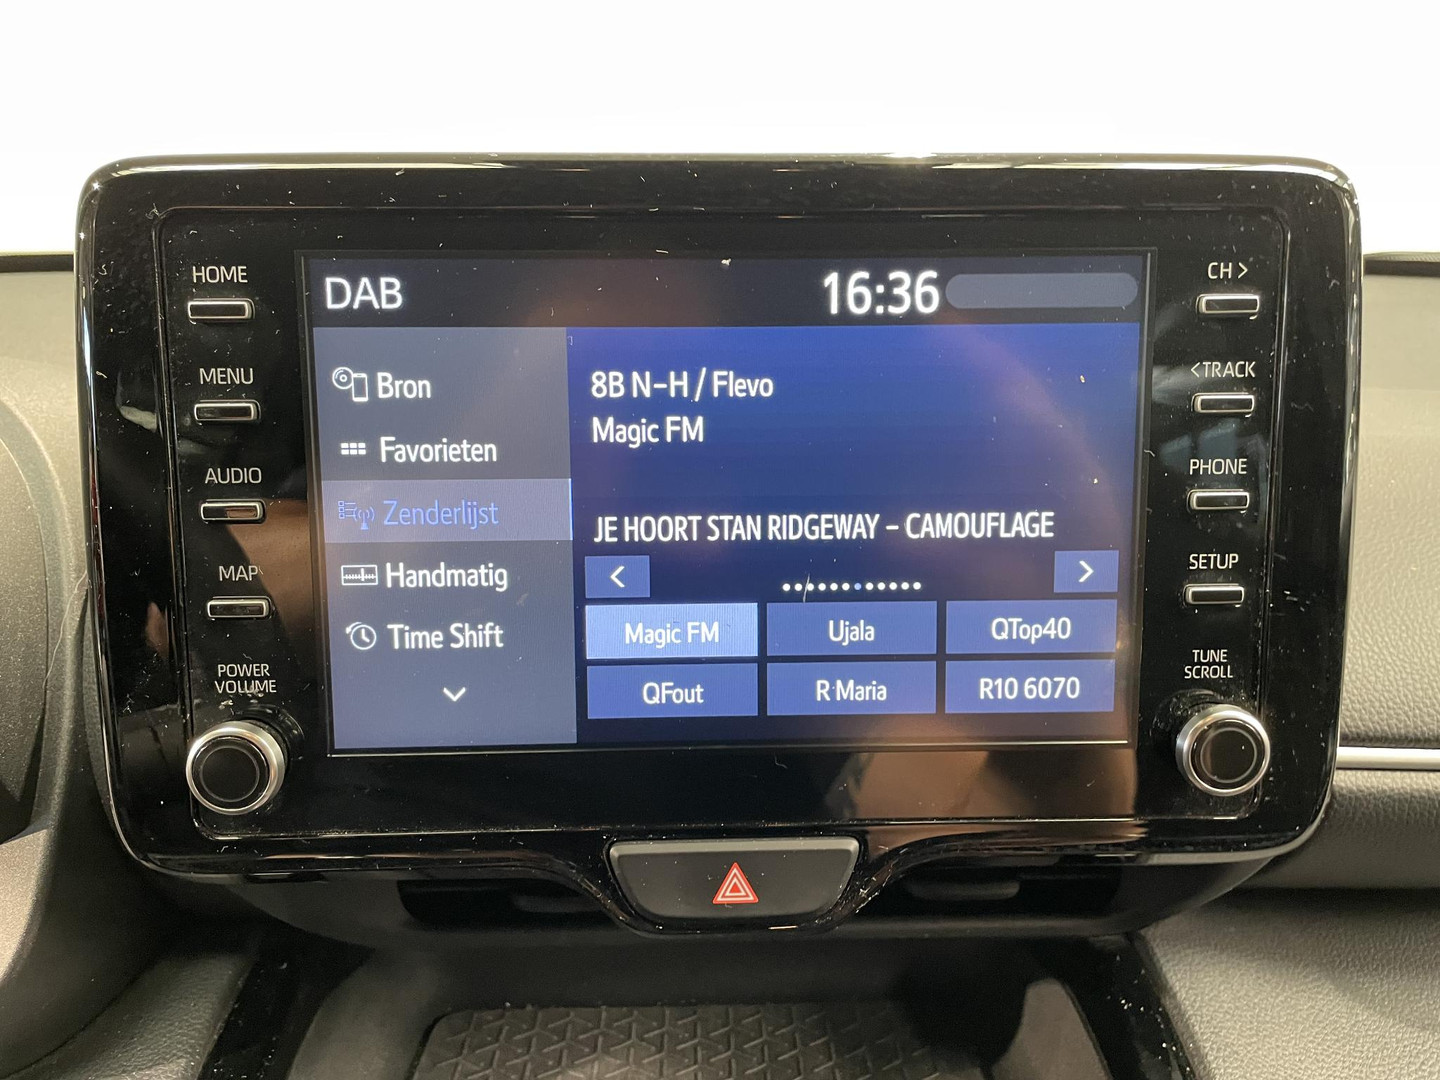 HOME
MENU
AUDIO
MAP
POWER
VOLUME
DAB
16:36
Bron
Favorieten
Zenderlijst
Handmatig
Time Shift
8B N-H / Flevo
Magic FM
JE HOORT STAN RIDGEWAY - CAMOUFLAGE
<
>
Magic FM
Ujala
QTop40
QFout
R Maria
R10 6070
CH >
<TRACK
PHONE
SETUP
TUNE
SCROLL